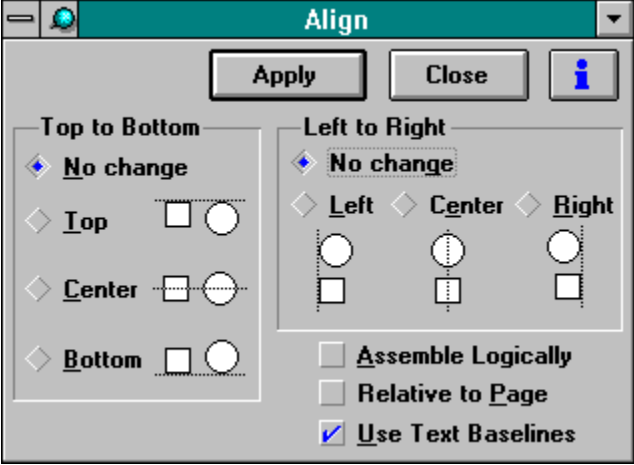 Align
Apply Close i
Top to Bottom
No change
Top
Center
Bottom
Left to Right
No change
Left Center Right
Assemble Logically
Relative to Page
Use Text Baselines